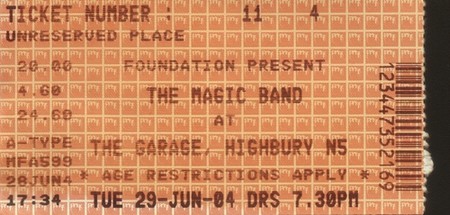 TICKET NUMBER : 11 4
UNRESERVED PLACE
20.00 FOUNDATION PRESENT
4.60 THE MAGIC BAND
24.60 AT
A-TYPE THE GARAGE, HIGHBURY N5
MFA599
28JUN4 * AGE RESTRICTIONS APPLY *
17:34 TUE 29-JUN-04 DRS 7.30PM
123447352169